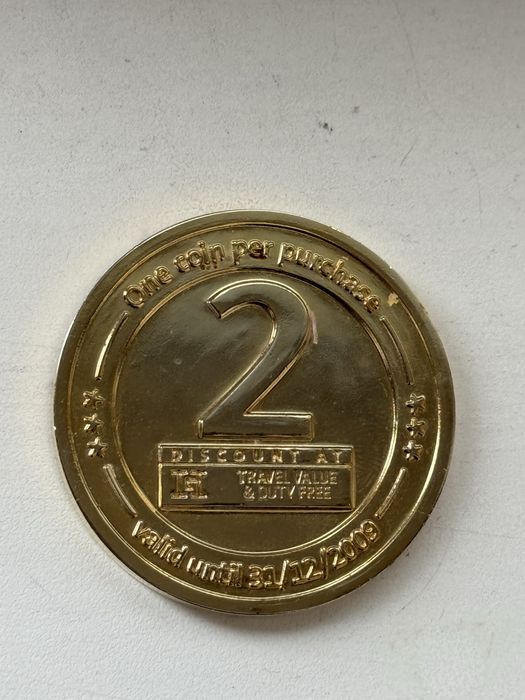 One coin per purchase
2
DISCOUNT AT
H TRAVEL VALUE
& DUTY FREE
valid until 31/12/2009